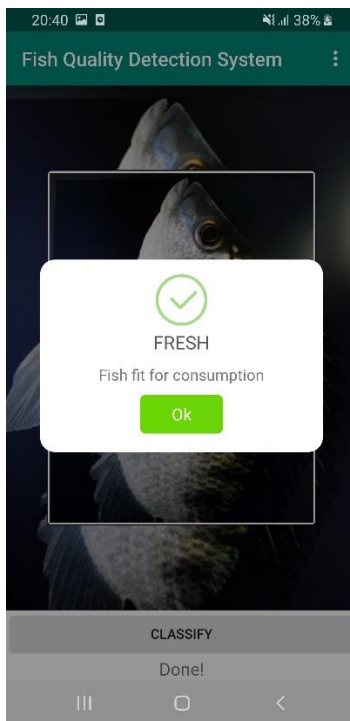 20:40 38%
Fish Quality Detection System
FRESH
Fish fit for consumption
Ok
CLASSIFY
Done!